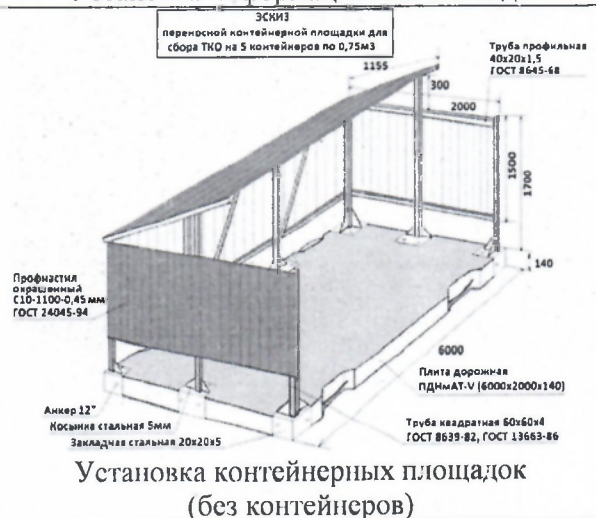 ЭСКИЗ
переносной контейнерной площадки для
сбора ТКО на 5 контейнеров по 0,75м3
Труба профильная
40х20х1,5
ГОСТ 8645-68
1155
300
2000
1500
1700
140
Профнастил
окрашенный
С10-1100-0,45 мм
ГОСТ 24045-94
6000
Плита дорожная
ПДНмАТ-V (6000х2000х140)
Анкер 12"
Косынка стальная 5мм
Закладная стальная 20х20х5
Труба квадратная 60х60х4
ГОСТ 8639-82, ГОСТ 13663-86
Установка контейнерных площадок
(без контейнеров)